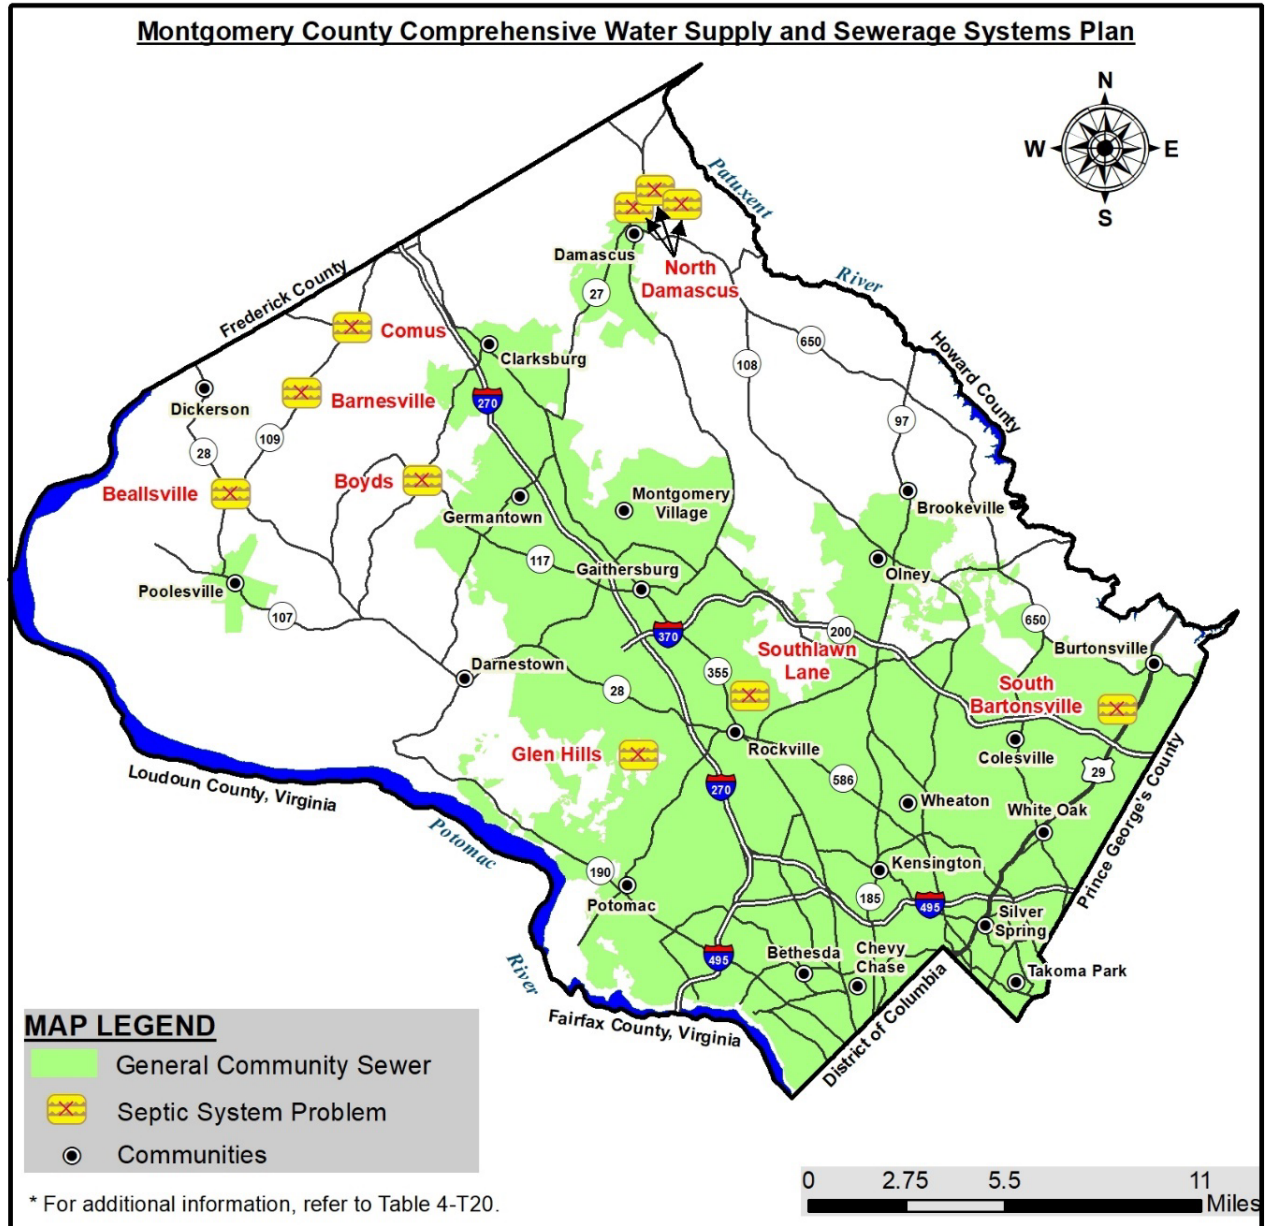 Montgomery County Comprehensive Water Supply and Sewerage Systems Plan
N
W
E
S
Patuxent
River
Damascus
North
Damascus
27
Frederick County
Comus
Clarksburg
650
108
Howard County
Dickerson
Barnesville
270
97
109
28
Beallsville
Boyds
Germantown
Montgomery
Village
Brookeville
117
Gaithersburg
Olney
Poolesville
107
370
200
650
Southlawn
Lane
Burtonsville
Darnestown
355
28
South
Bartonsville
Glen Hills
Rockville
Colesville
29
Loudoun County, Virginia
270
586
Wheaton
White Oak
Prince George's County
Potomac
River
190
Potomac
Kensington
185
495
Silver
Spring
495
Bethesda
Chevy
Chase
Takoma Park
Fairfax County, Virginia
District of Columbia
MAP LEGEND
General Community Sewer
Septic System Problem
Communities
* For additional information, refer to Table 4-T20.
0 2.75 5.5 11
Miles